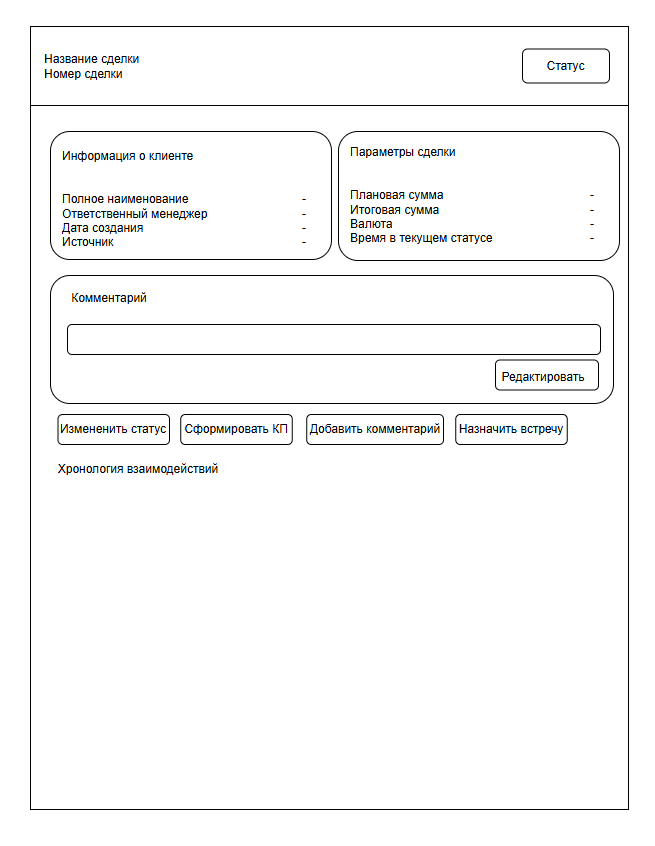 Название сделки
Номер сделки
Статус
Информация о клиенте
Полное наименование -
Ответственный менеджер -
Дата создания -
Источник -
Параметры сделки
Плановая сумма -
Итоговая сумма -
Валюта -
Время в текущем статусе -
Комментарий
Редактировать
Измененить статус
Сформировать КП
Добавить комментарий
Назначить встречу
Хронология взаимодействий